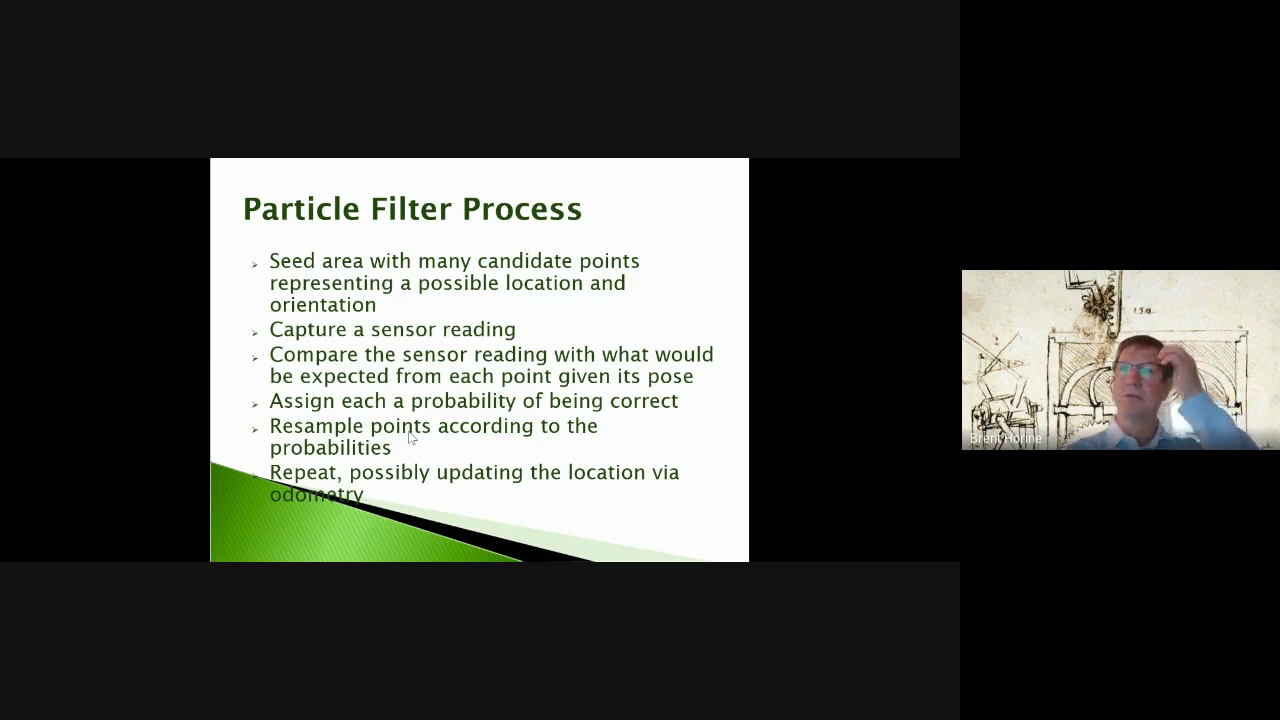 Particle Filter Process
Seed area with many candidate points
representing a possible location and
orientation
Capture a sensor reading
Compare the sensor reading with what would
be expected from each point given its pose
Assign each a probability of being correct
Resample points according to the
probabilities
Repeat, possibly updating the location via
odometry
Brent Horine